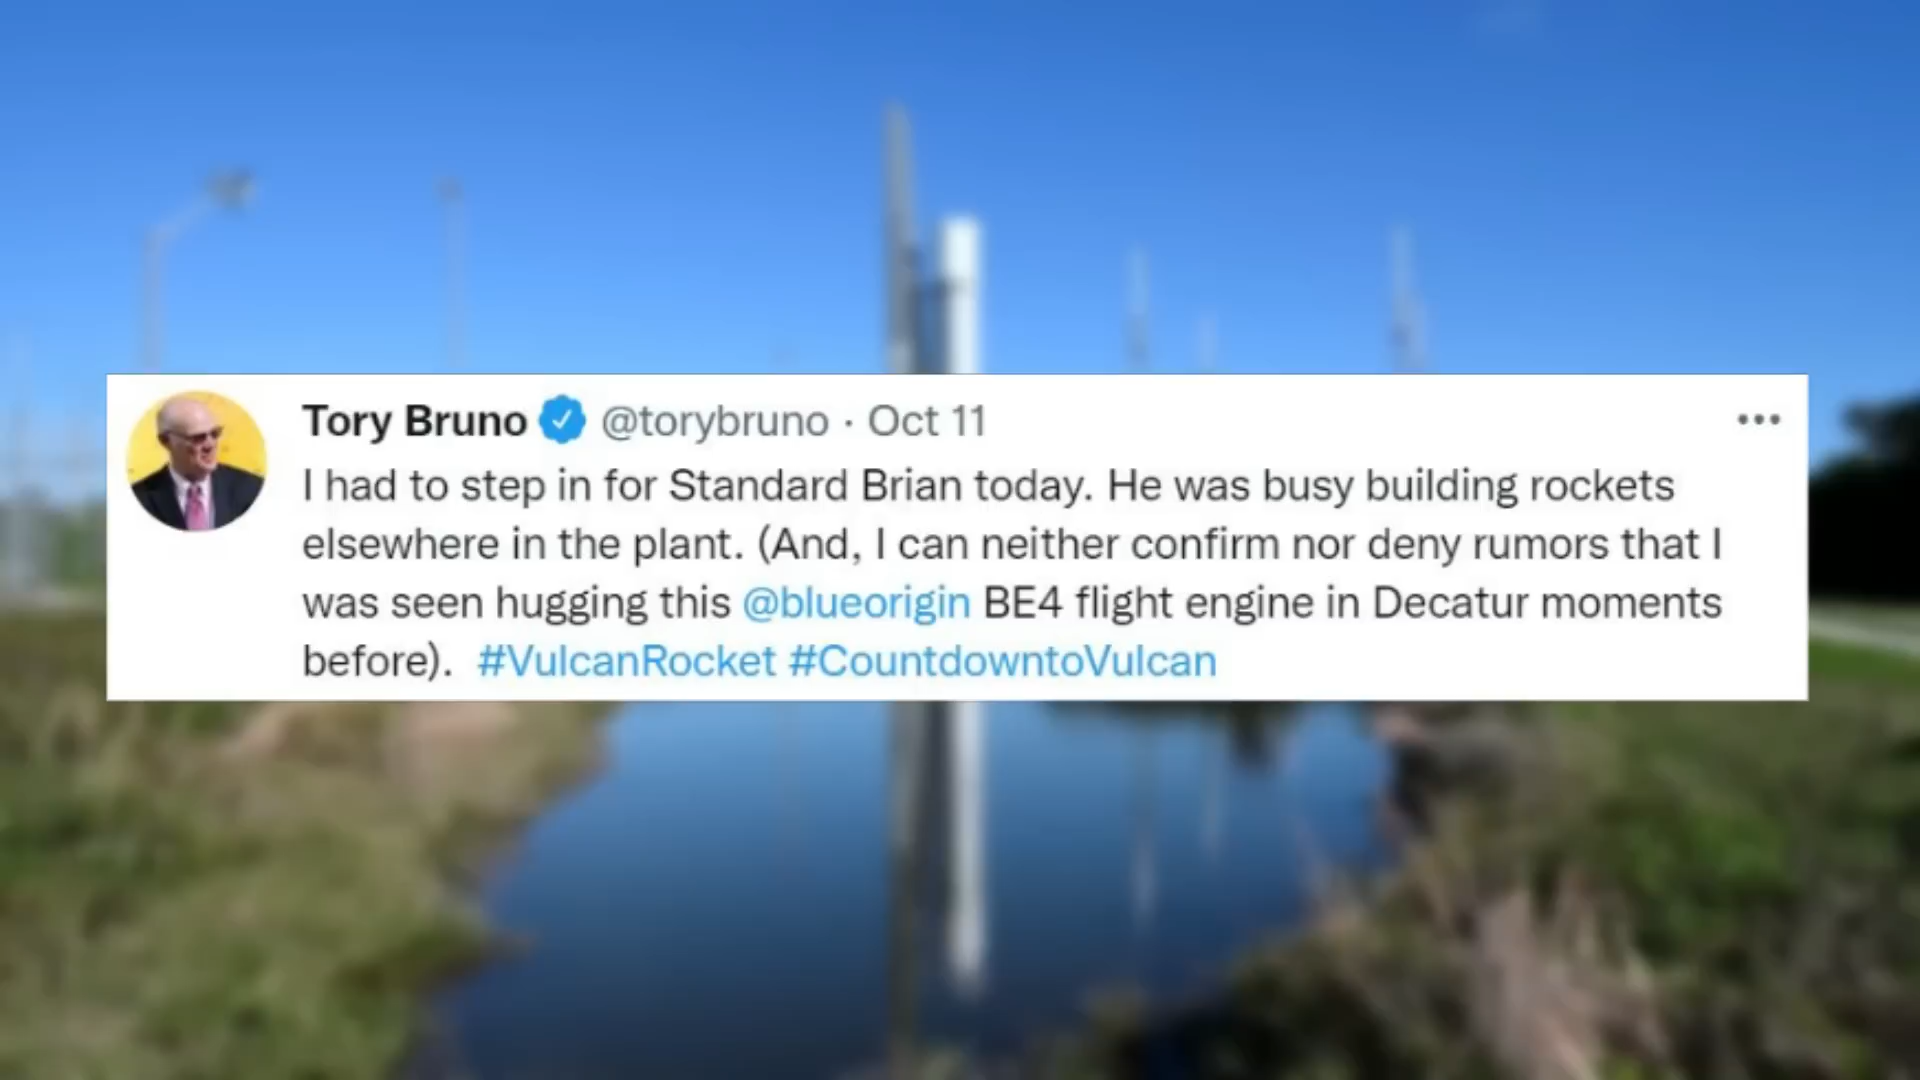 Tory Bruno @torybruno · Oct 11
I had to step in for Standard Brian today. He was busy building rockets
elsewhere in the plant. (And, I can neither confirm nor deny rumors that I
was seen hugging this @blueorigin BE4 flight engine in Decatur moments
before). #VulcanRocket #CountdowntoVulcan